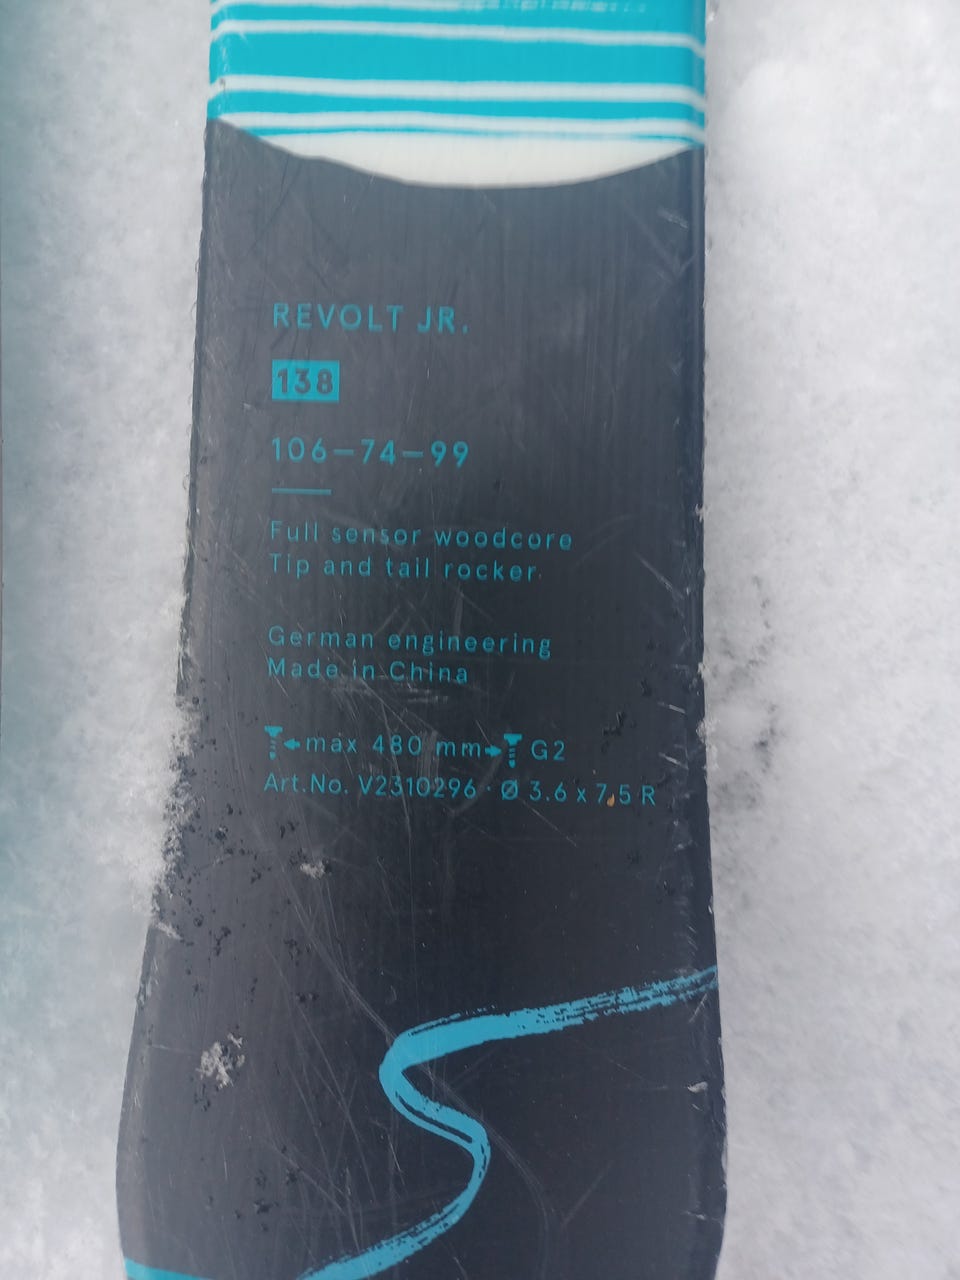 REVOLT JR.
138
106–74–99
Full sensor woodcore
Tip and tail rocker
German engineering
Made in China
max 480 mm G2
Art.No. V2310296 · Ø 3.6 x 7.5 R